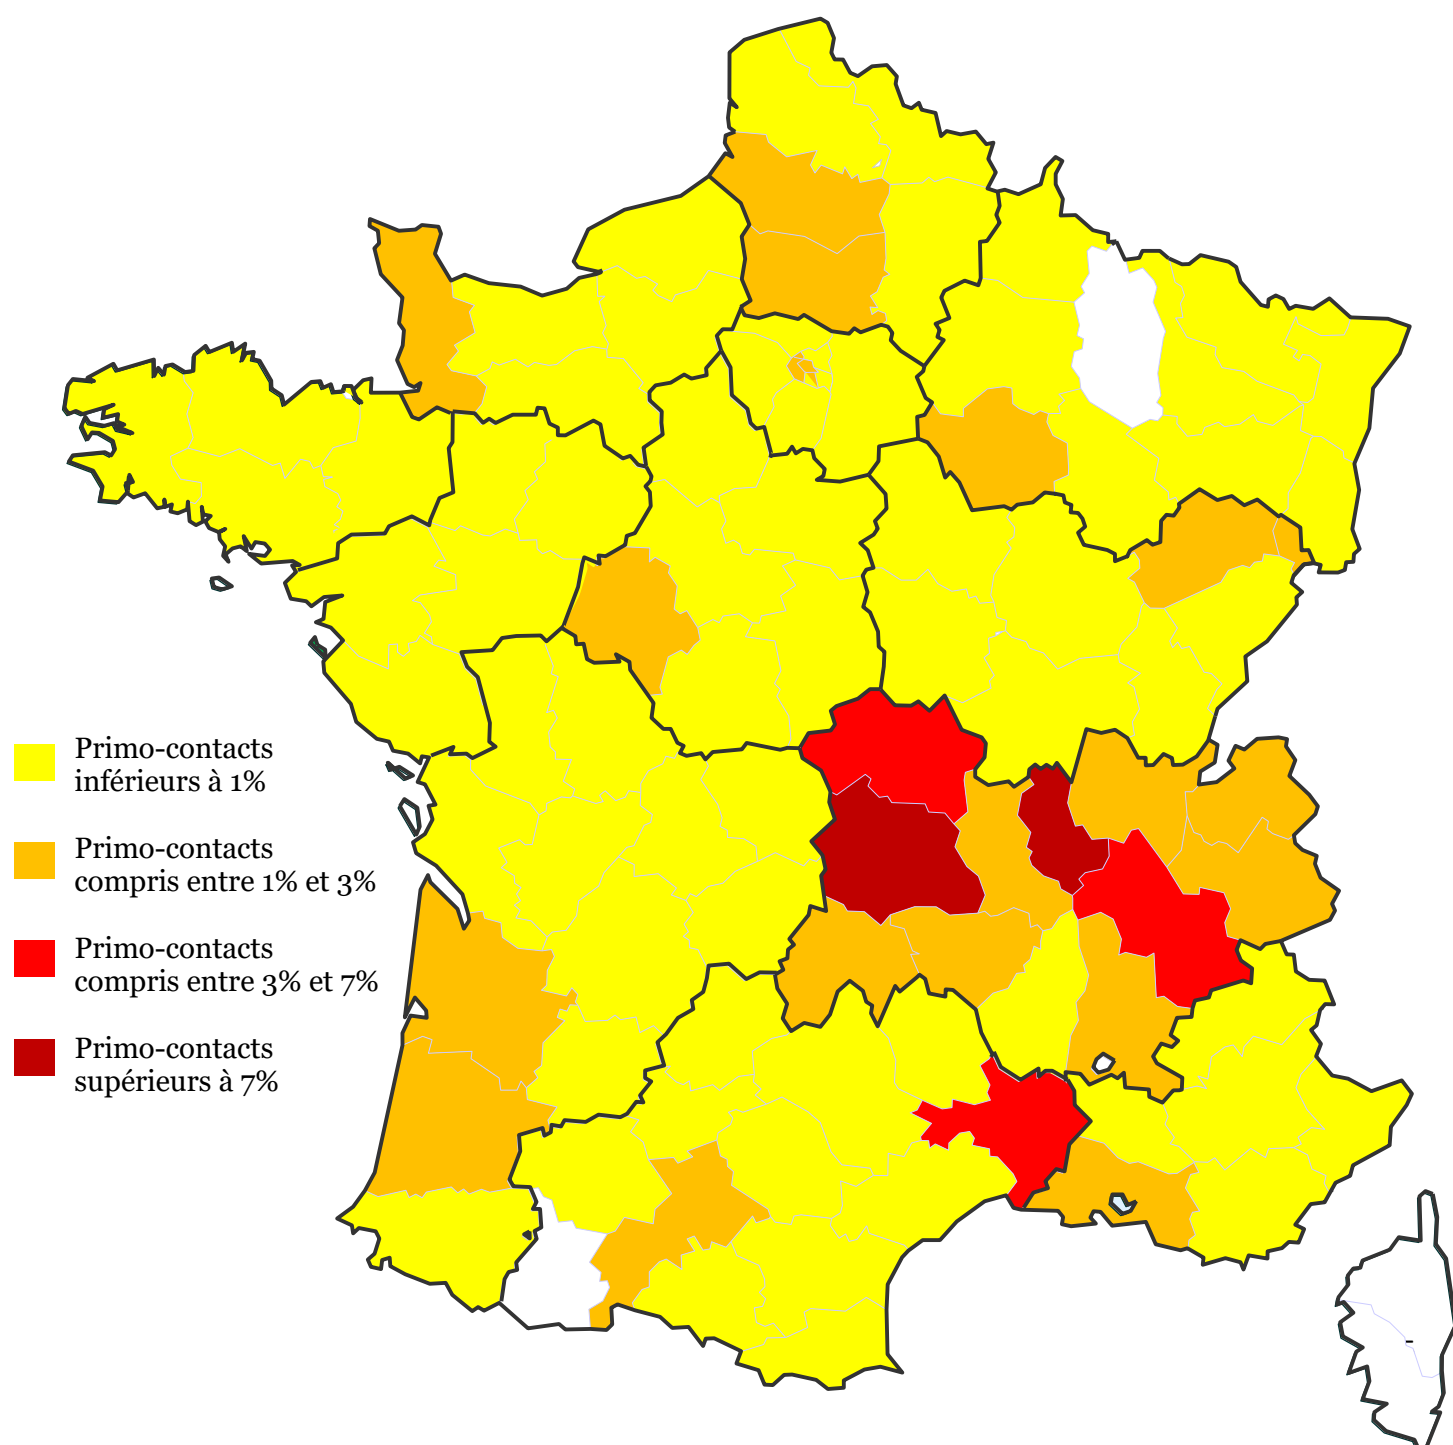 Primo-contacts
inférieurs à 1%
Primo-contacts
compris entre 1% et 3%
Primo-contacts
compris entre 3% et 7%
Primo-contacts
supérieurs à 7%